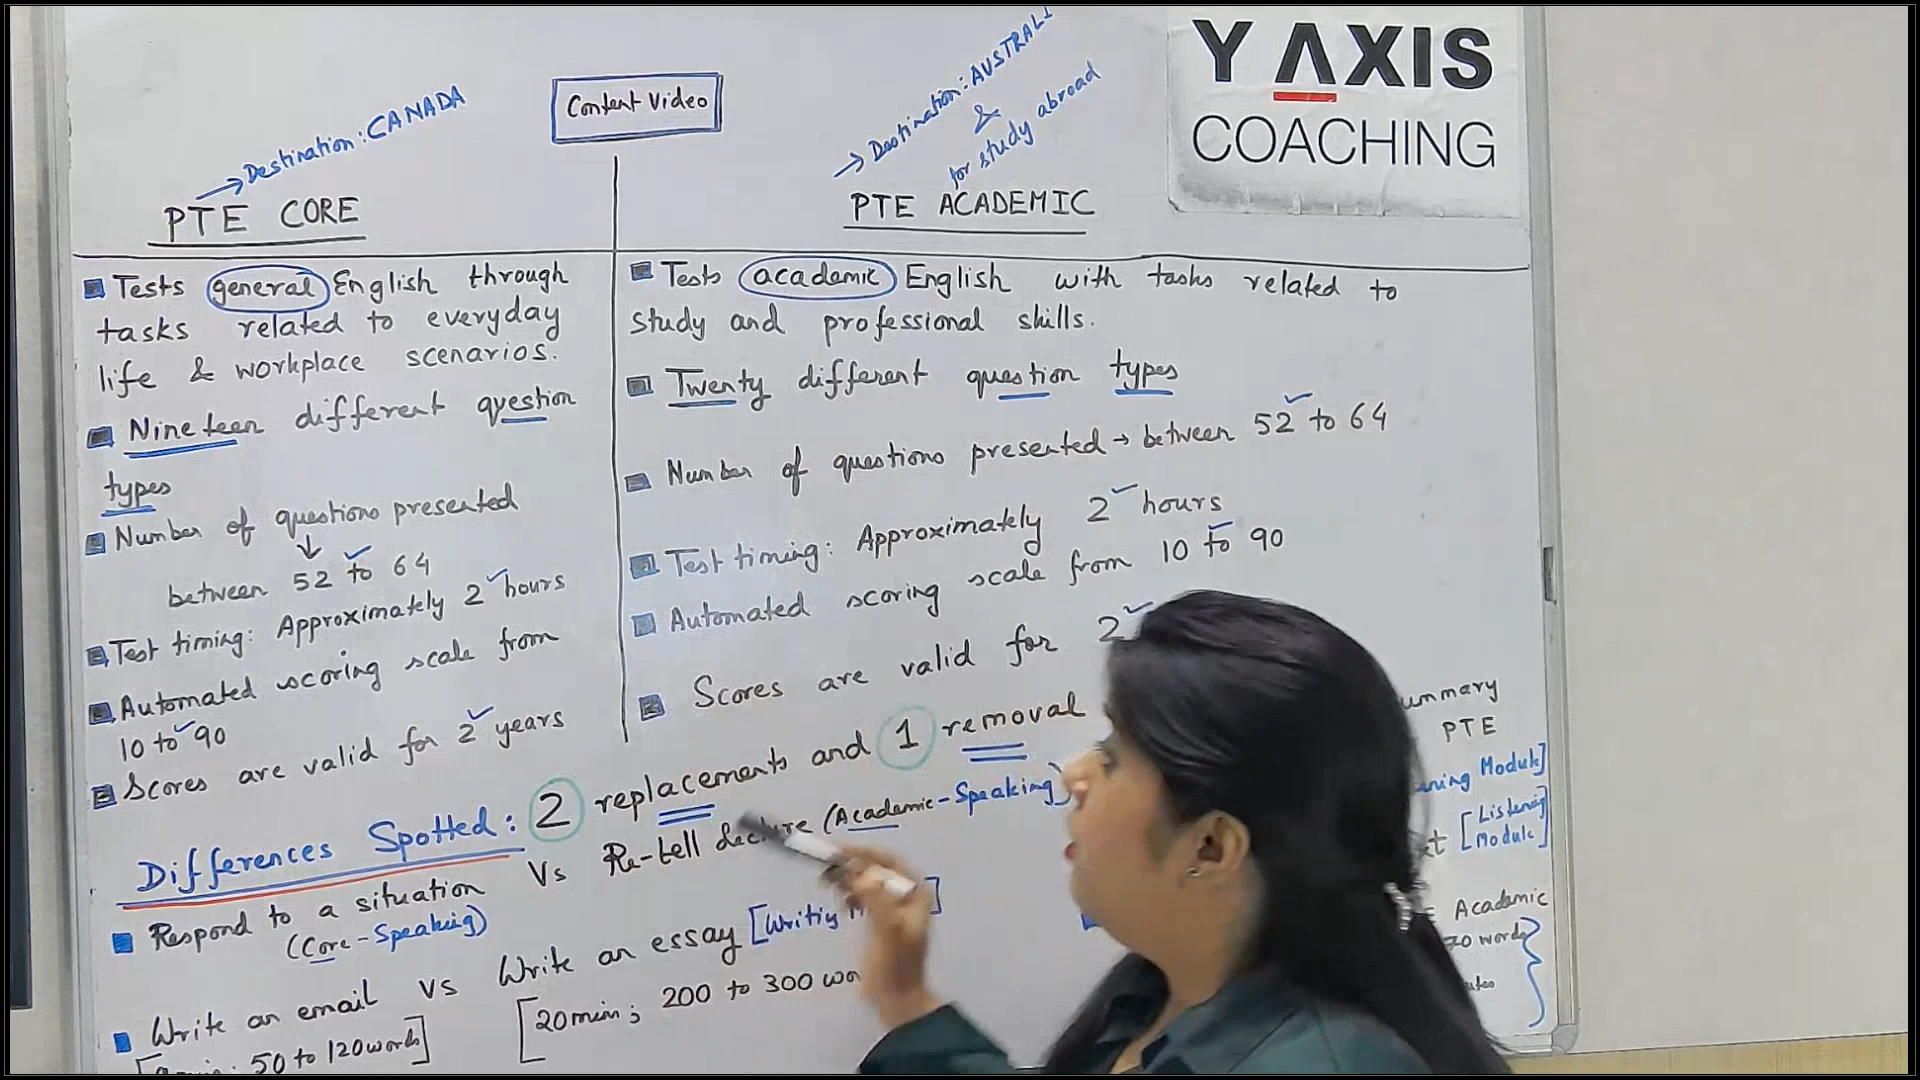 Content Video
Y AXIS
COACHING
→ Destination: CANADA
PTE CORE
→ Destination: AUSTRALI
&
for study abroad
PTE ACADEMIC
Tests general English through
tasks related to everyday
life & workplace scenarios.
Nineteen different question
types
Number of questions presented
↓
between 52 to 64
Test timing: Approximately 2 hours
Automated scoring scale from
10 to 90
Scores are valid for 2 years
Tests academic English with tasks related to
study and professional skills.
Twenty different question types
Number of questions presented → between 52 to 64
Test timing: Approximately 2 hours
Automated scoring scale from 10 to 90
Scores are valid for 2
Differences Spotted: 2 replacements and 1 removal
Respond to a situation Vs Re-tell lecture (Academic-Speaking)
(Core-Speaking)
Write an email vs Write an essay [Writing
: 50 to 120 words] [20 min; 200 to 300
PTE
Module]
[Listening
Module]
Academic
words